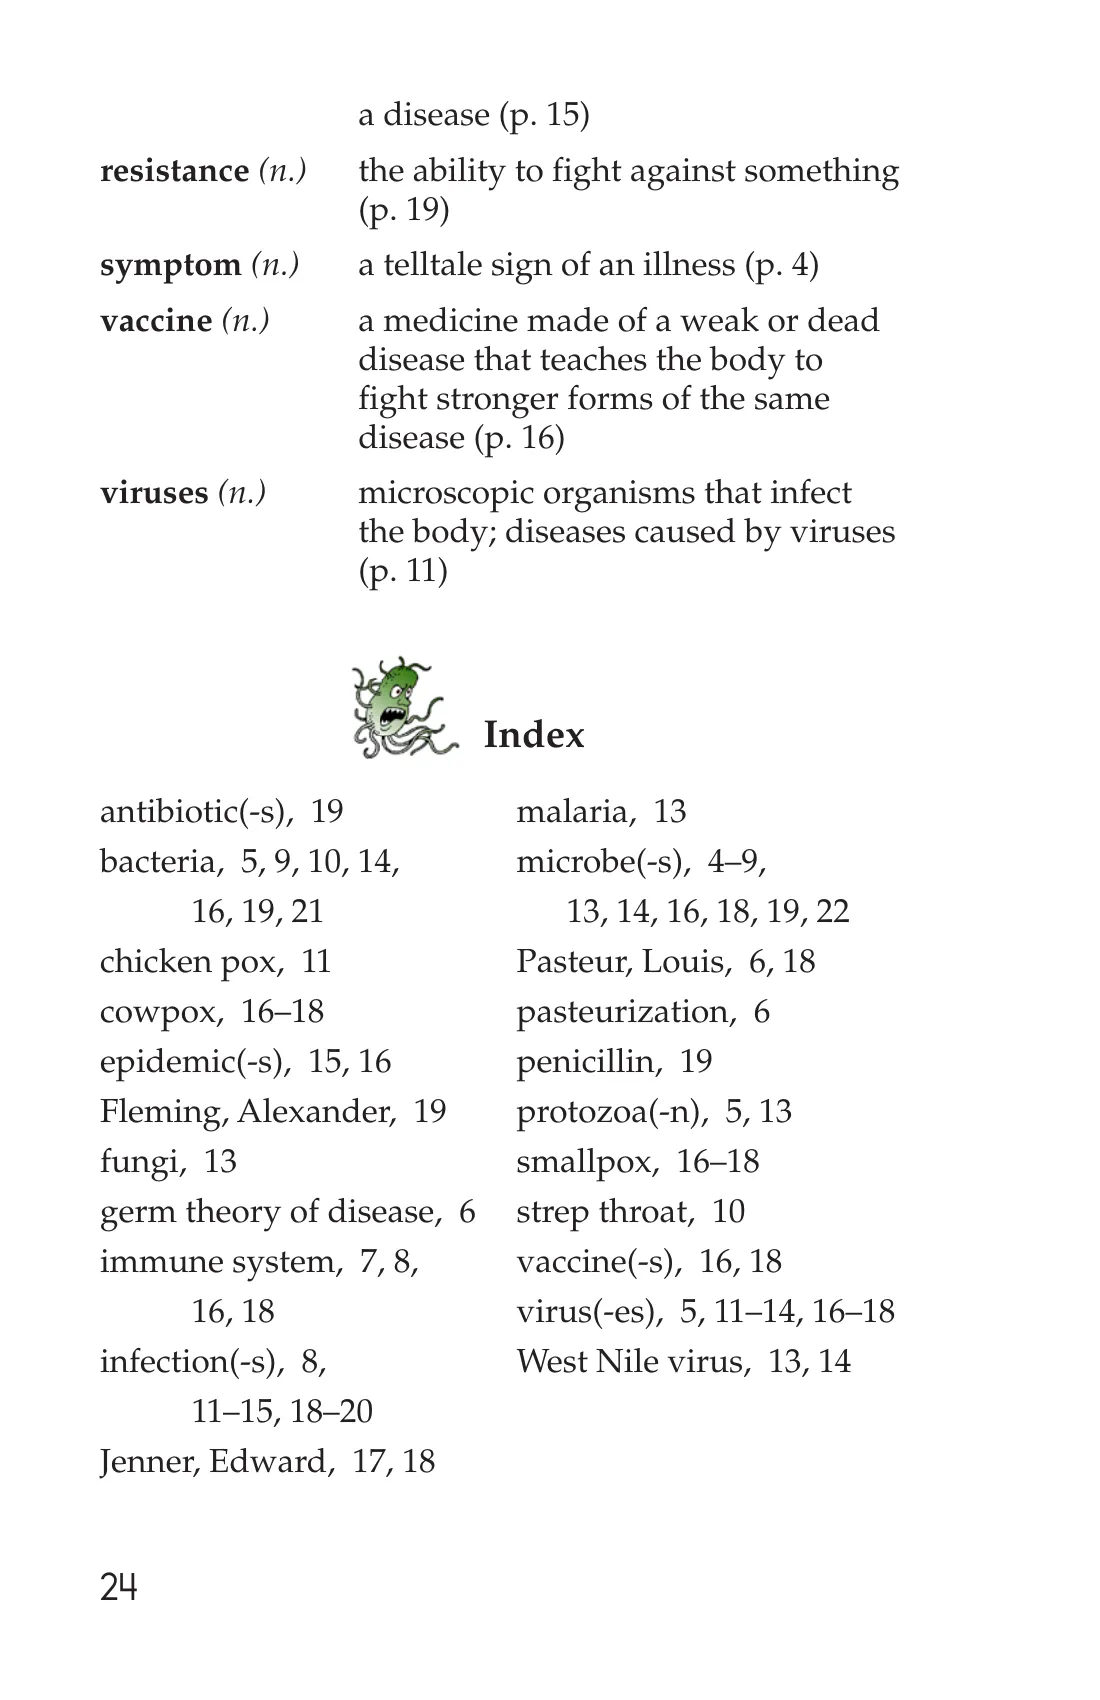 a disease (p. 15)
resistance (n.) the ability to fight against something
(p. 19)
symptom (n.) a telltale sign of an illness (p. 4)
vaccine (n.) a medicine made of a weak or dead
disease that teaches the body to
fight stronger forms of the same
disease (p. 16)
viruses (n.) microscopic organisms that infect
the body; diseases caused by viruses
(p. 11)
Index
antibiotic(-s), 19
bacteria, 5, 9, 10, 14,
16, 19, 21
chicken pox, 11
cowpox, 16–18
epidemic(-s), 15, 16
Fleming, Alexander, 19
fungi, 13
germ theory of disease, 6
immune system, 7, 8,
16, 18
infection(-s), 8,
11–15, 18–20
Jenner, Edward, 17, 18
malaria, 13
microbe(-s), 4–9,
13, 14, 16, 18, 19, 22
Pasteur, Louis, 6, 18
pasteurization, 6
penicillin, 19
protozoa(-n), 5, 13
smallpox, 16–18
strep throat, 10
vaccine(-s), 16, 18
virus(-es), 5, 11–14, 16–18
West Nile virus, 13, 14
24